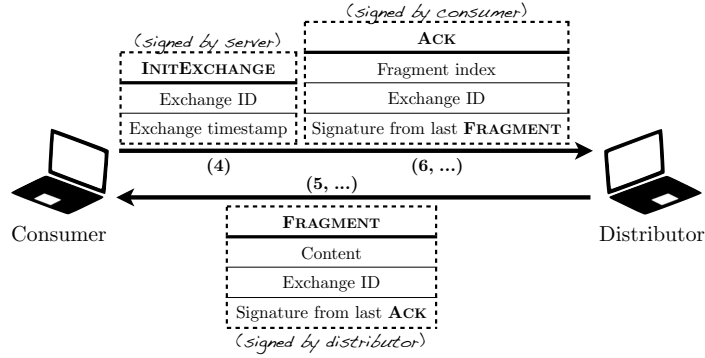 (signed by consumer)
(signed by server)
ACK
INITEXCHANGE
Fragment index
Exchange ID
Exchange ID
Exchange timestamp
Signature from last FRAGMENT
(4)
(6, ...)
(5, ...)
Consumer
Distributor
FRAGMENT
Content
Exchange ID
Signature from last ACK
(signed by distributor)